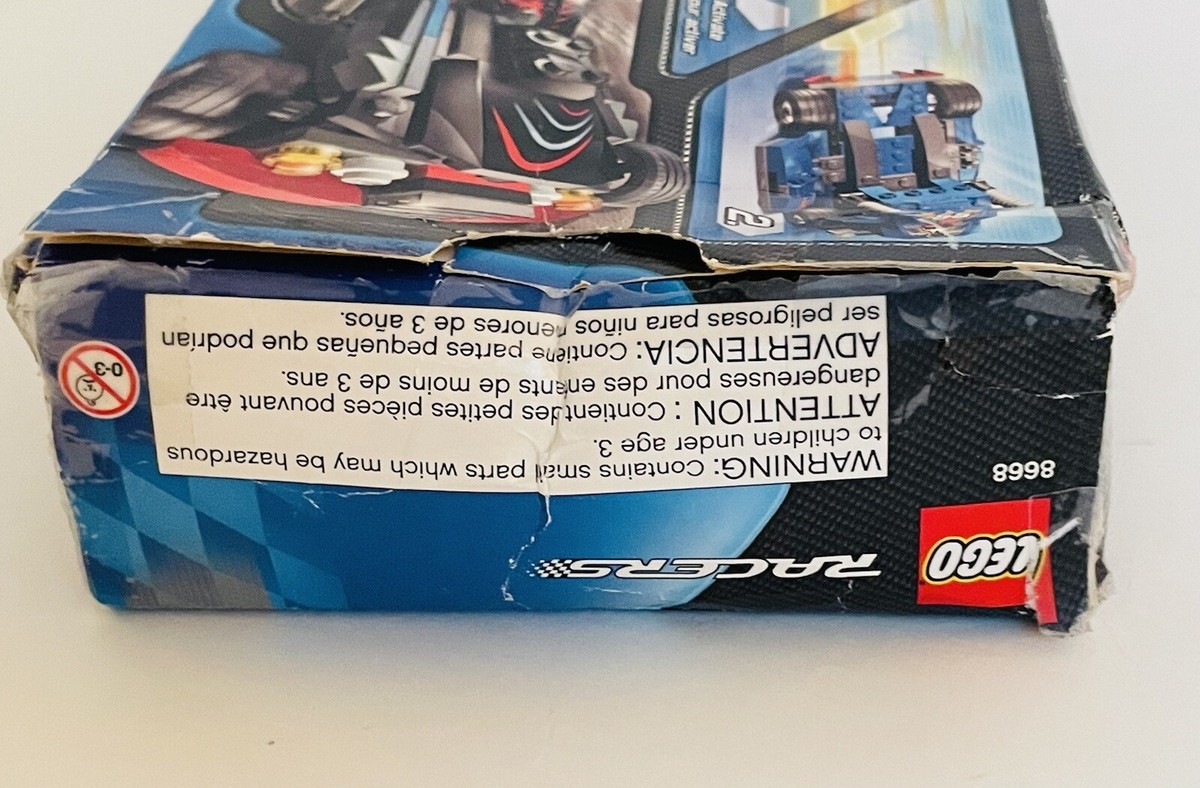 LEGO
RACERS
8668
WARNING: Contains small parts which may be hazardous
to children under age 3.
ATTENTION : Contient des petites pièces pouvant être
dangereuses pour des enfants de moins de 3 ans.
ADVERTENCIA: Contiene partes pequeñas que podrían
ser peligrosas para niños menores de 3 años.
0-3
2.
Activate
activer